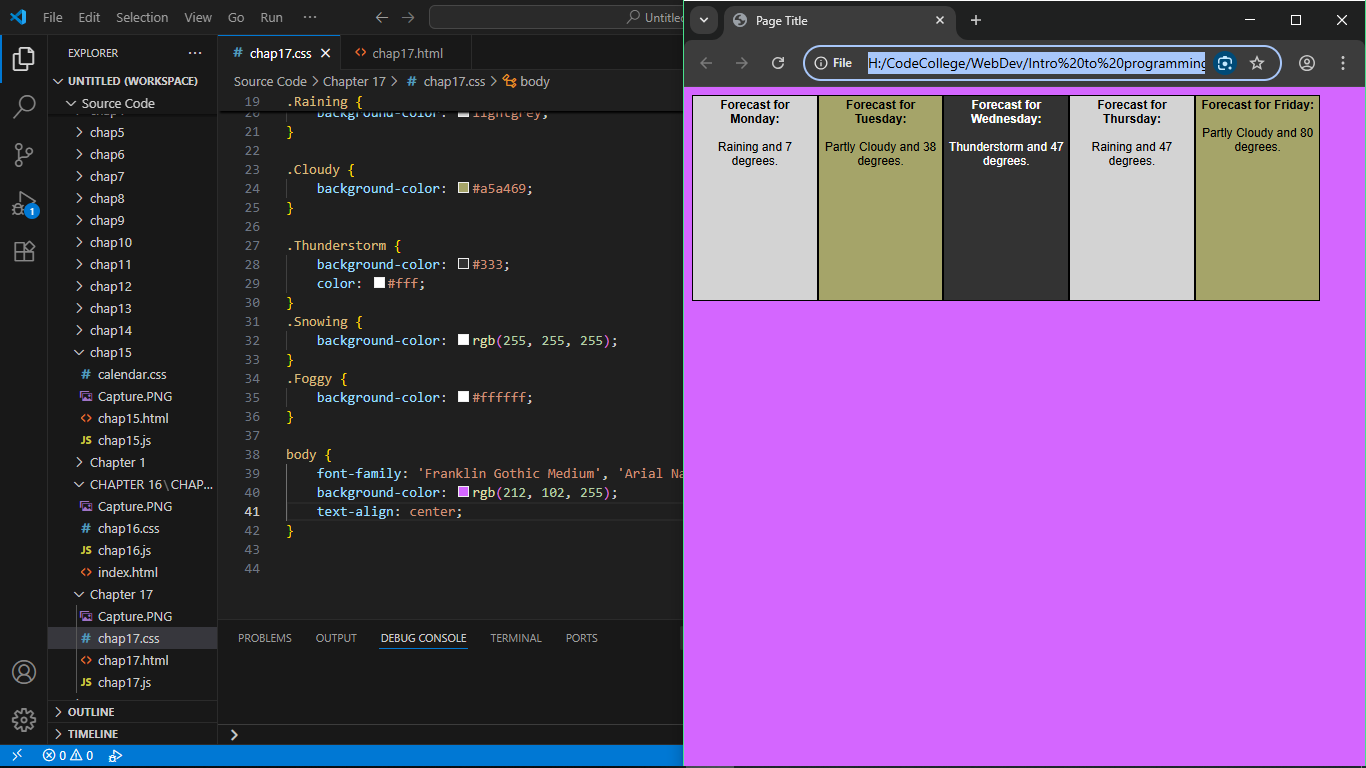 File Edit Selection View Go Run ··· Untitled
EXPLORER ···
UNTITLED (WORKSPACE)
Source Code
chap5
chap6
chap7
chap8
chap9
chap10
chap11
chap12
chap13
chap14
chap15
# calendar.css
Capture.PNG
<> chap15.html
JS chap15.js
Chapter 1
CHAPTER 16\CHAP...
Capture.PNG
# chap16.css
JS chap16.js
<> index.html
Chapter 17
Capture.PNG
# chap17.css
<> chap17.html
JS chap17.js
OUTLINE
TIMELINE
1
0 0
# chap17.css <> chap17.html
Source Code > Chapter 17 > # chap17.css > body
19 .Raining {
20 background-color: lightgrey;
21 }
22
23 .Cloudy {
24 background-color: #a5a469;
25 }
26
27 .Thunderstorm {
28 background-color: #333;
29 color: #fff;
30 }
31 .Snowing {
32 background-color: rgb(255, 255, 255);
33 }
34 .Foggy {
35 background-color: #ffffff;
36 }
37
38 body {
39 font-family: 'Franklin Gothic Medium', 'Arial Na
40 background-color: rgb(212, 102, 255);
41 text-align: center;
42 }
43
44
PROBLEMS OUTPUT DEBUG CONSOLE TERMINAL PORTS
Page Title
File H:/CodeCollege/WebDev/Intro%20to%20programming
Forecast for
Monday:
Raining and 7
degrees.
Forecast for
Tuesday:
Partly Cloudy and 38
degrees.
Forecast for
Wednesday:
Thunderstorm and 47
degrees.
Forecast for
Thursday:
Raining and 47
degrees.
Forecast for Friday:
Partly Cloudy and 80
degrees.